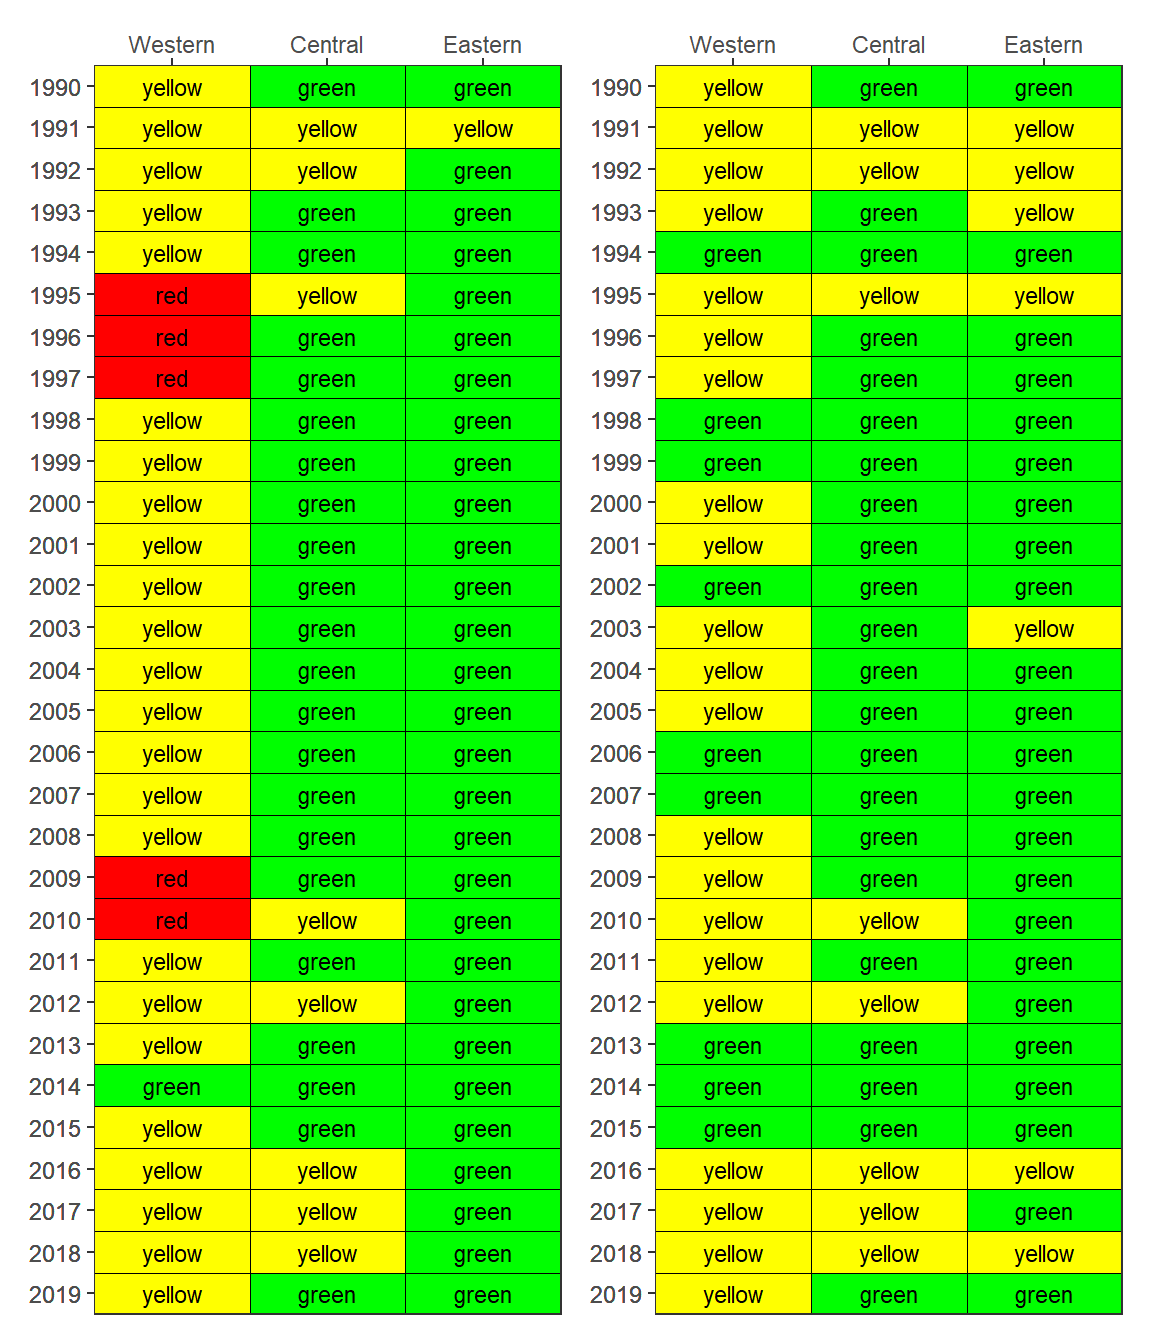 Western Central Eastern Western Central Eastern
1990 yellow green green 1990 yellow green green
1991 yellow yellow yellow 1991 yellow yellow yellow
1992 yellow yellow green 1992 yellow yellow yellow
1993 yellow green green 1993 yellow green yellow
1994 yellow green green 1994 green green green
1995 red yellow green 1995 yellow yellow yellow
1996 red green green 1996 yellow green green
1997 red green green 1997 yellow green green
1998 yellow green green 1998 green green green
1999 yellow green green 1999 green green green
2000 yellow green green 2000 yellow green green
2001 yellow green green 2001 yellow green green
2002 yellow green green 2002 green green green
2003 yellow green green 2003 yellow green yellow
2004 yellow green green 2004 yellow green green
2005 yellow green green 2005 yellow green green
2006 yellow green green 2006 green green green
2007 yellow green green 2007 green green green
2008 yellow green green 2008 yellow green green
2009 red green green 2009 yellow green green
2010 red yellow green 2010 yellow yellow green
2011 yellow green green 2011 yellow green green
2012 yellow yellow green 2012 yellow yellow green
2013 yellow green green 2013 green green green
2014 green green green 2014 green green green
2015 yellow green green 2015 green green green
2016 yellow yellow green 2016 yellow yellow yellow
2017 yellow yellow green 2017 yellow yellow green
2018 yellow yellow green 2018 yellow yellow yellow
2019 yellow green green 2019 yellow green green